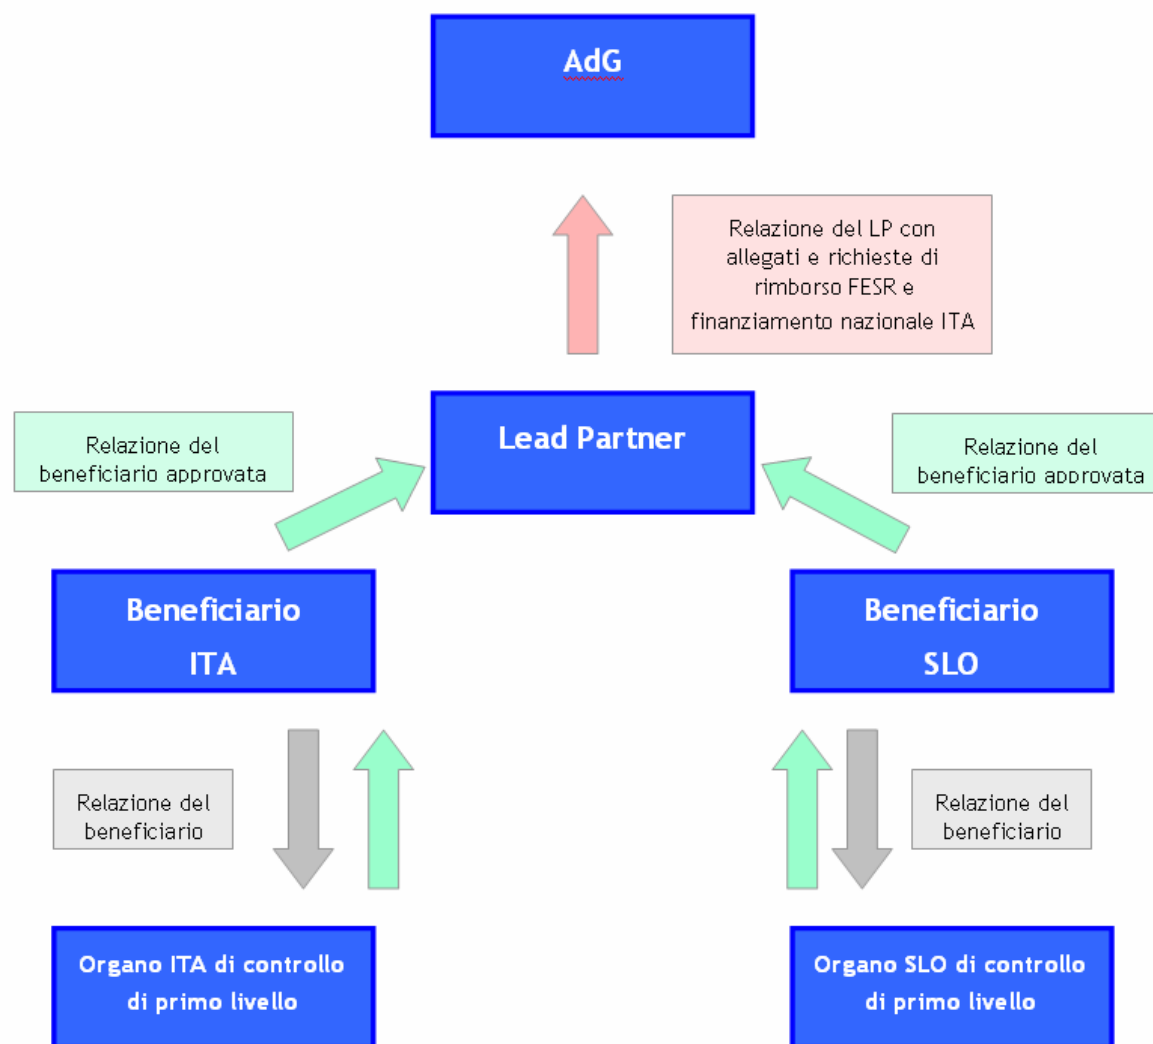 AdG
Relazione del LP con
allegati e richieste di
rimborso FESR e
finanziamento nazionale ITA
Lead Partner
Relazione del
beneficiario approvata
Relazione del
beneficiario approvata
Beneficiario
ITA
Beneficiario
SLO
Relazione del
beneficiario
Relazione del
beneficiario
Organo ITA di controllo
di primo livello
Organo SLO di controllo
di primo livello